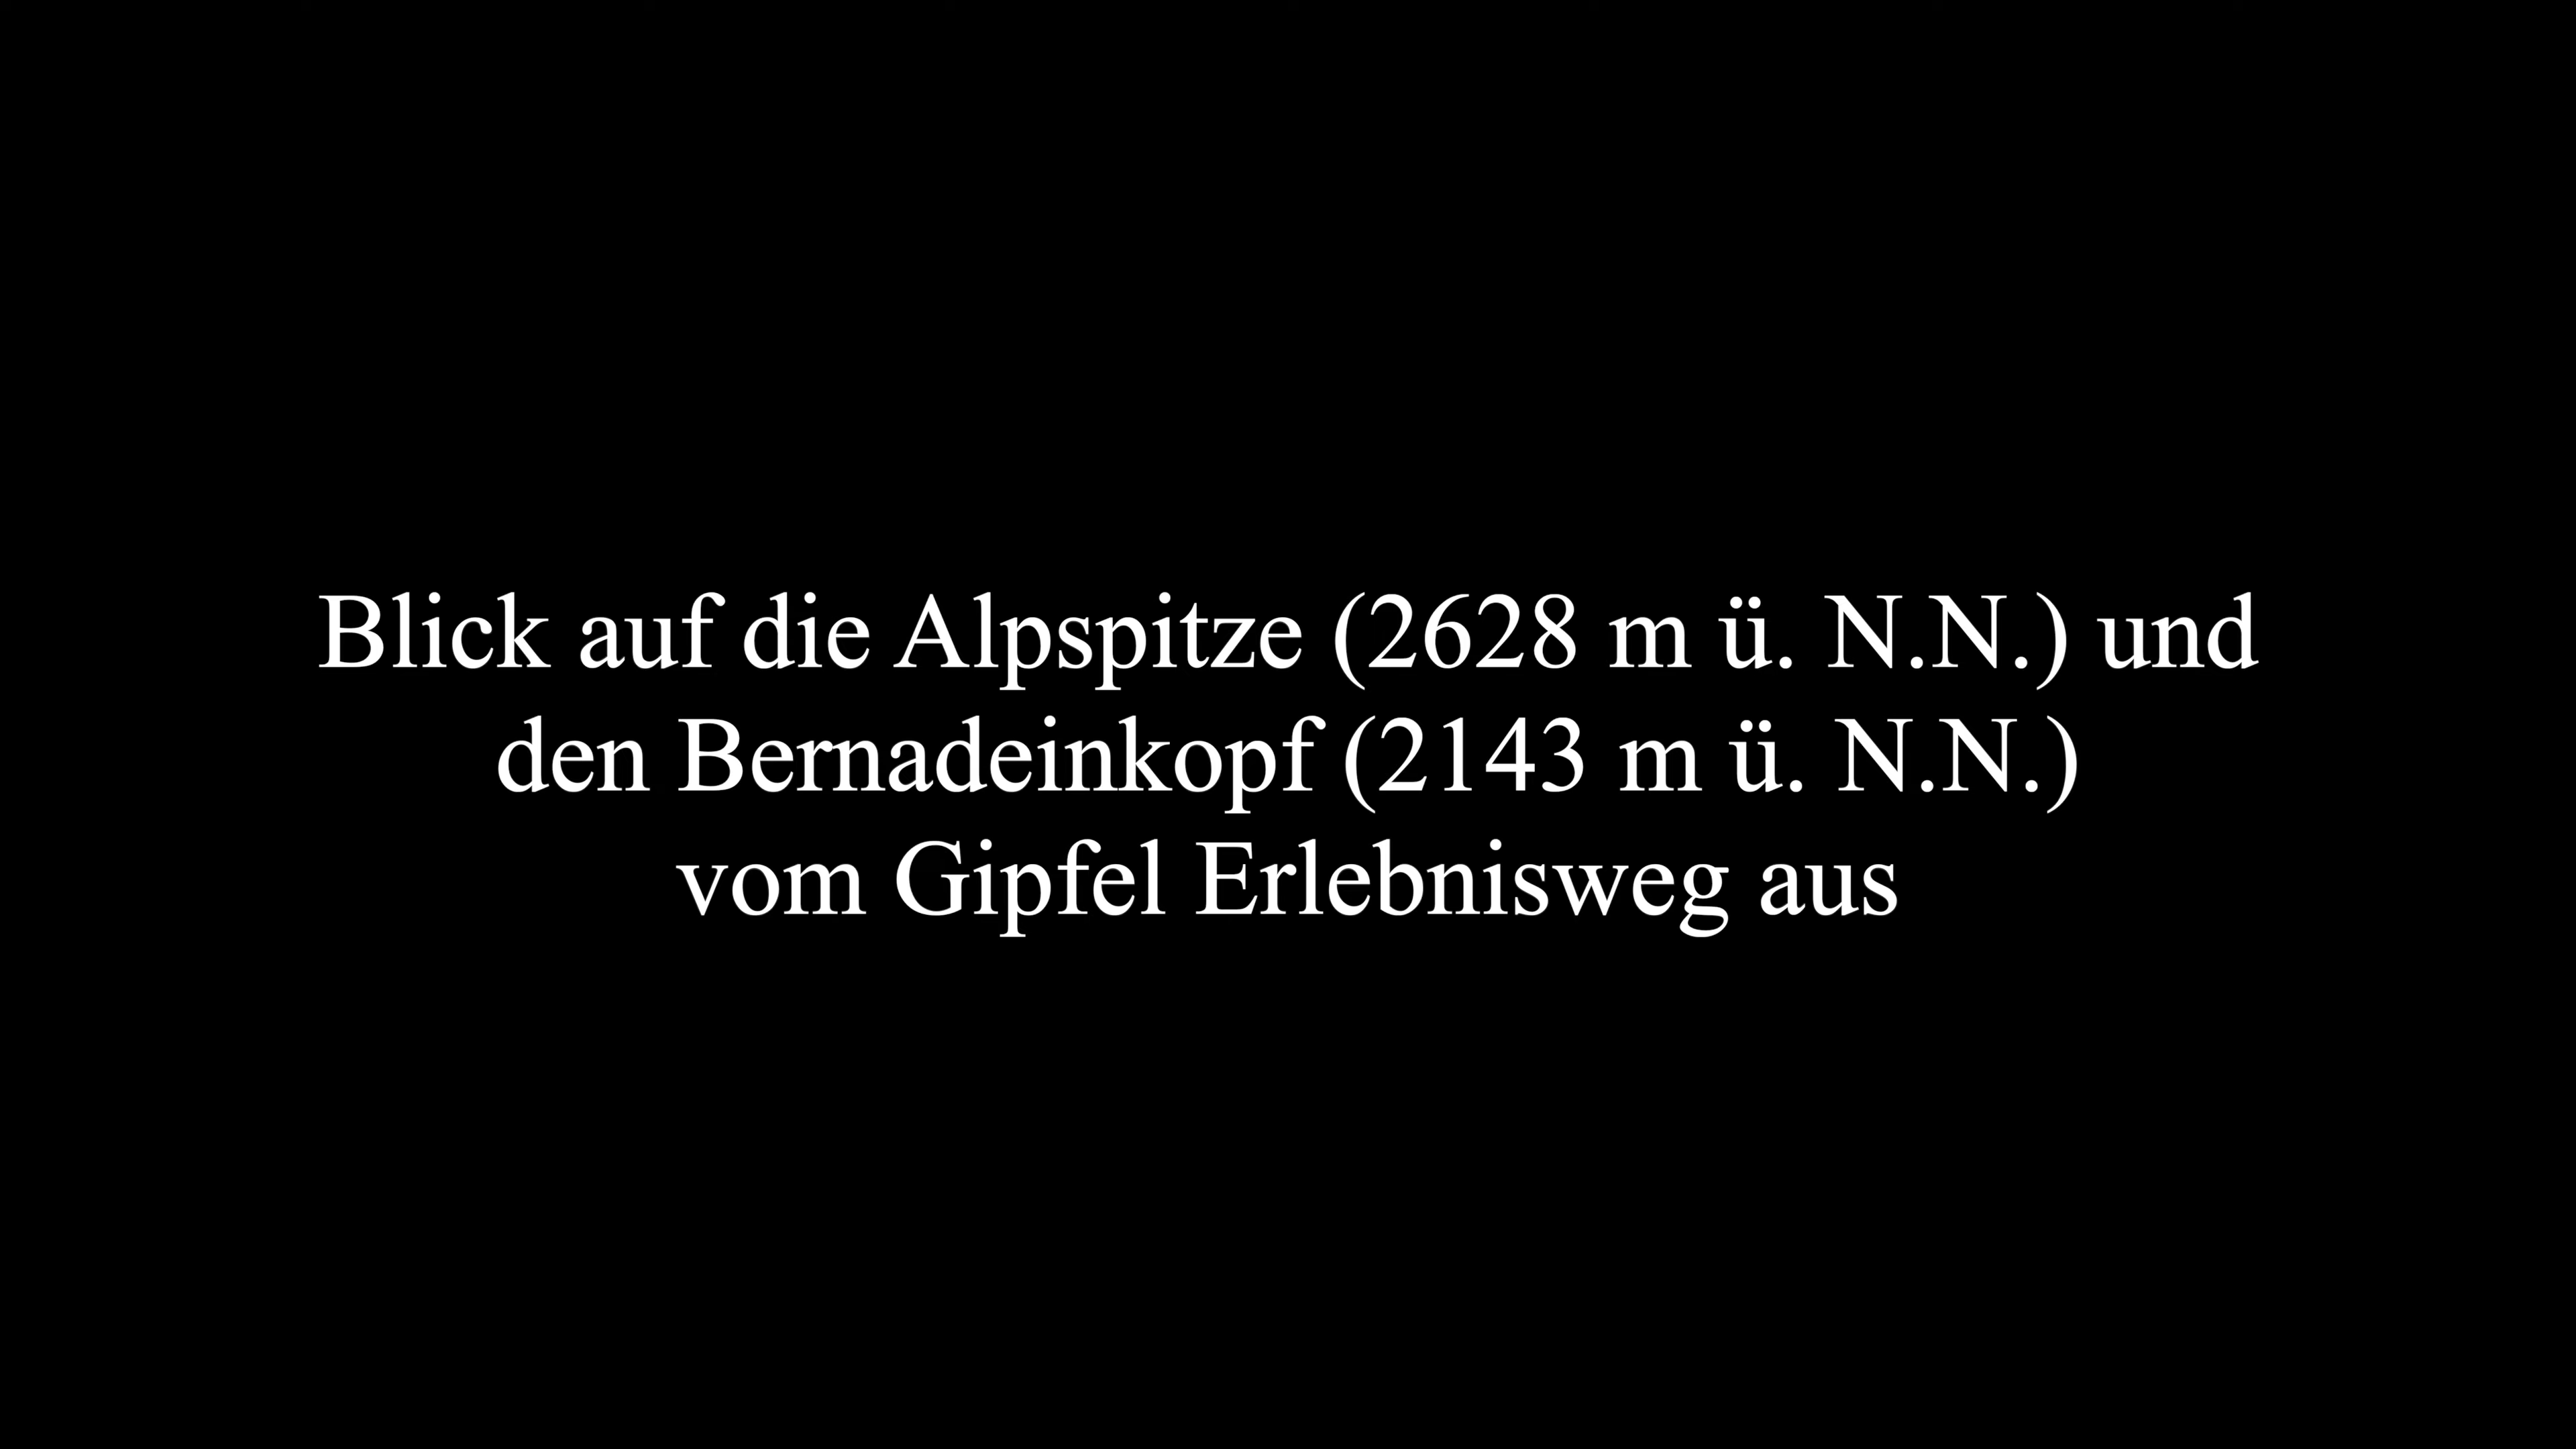 Blick auf die Alpspitze (2628 m ü. N.N.) und
den Bernadeinkopf (2143 m ü. N.N.)
vom Gipfel Erlebnisweg aus